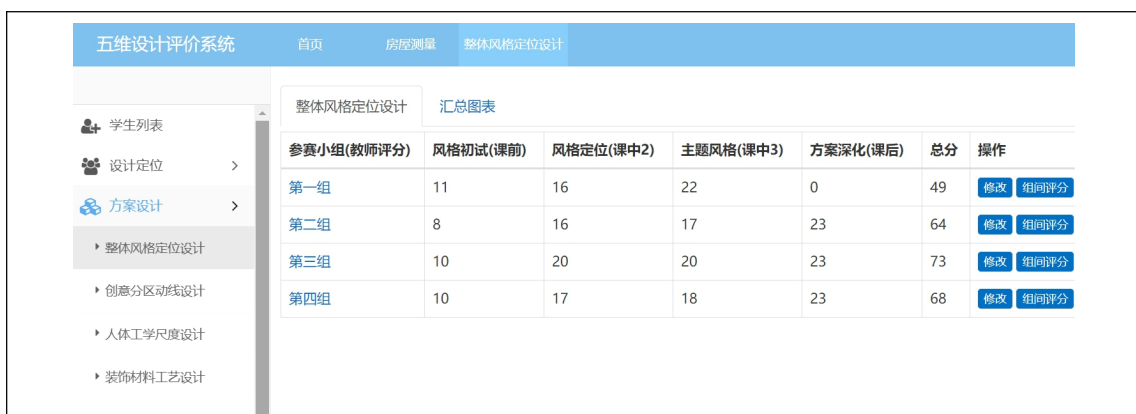 五维设计评价系统 首页 房屋测量 整体风格定位设计
整体风格定位设计 汇总图表
学生列表
设计定位
方案设计
整体风格定位设计
创意分区动线设计
人体工学尺度设计
装饰材料工艺设计
参赛小组(教师评分) 风格初试(课前) 风格定位(课中2) 主题风格(课中3) 方案深化(课后) 总分 操作
第一组 11 16 22 0 49 修改 组间评分
第二组 8 16 17 23 64 修改 组间评分
第三组 10 20 20 23 73 修改 组间评分
第四组 10 17 18 23 68 修改 组间评分